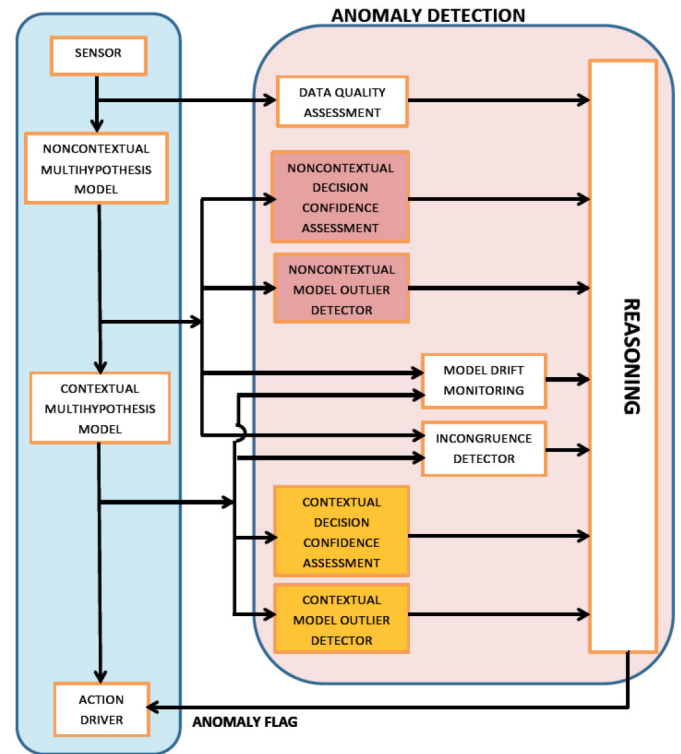 ANOMALY DETECTION
SENSOR
NONCONTEXTUAL
MULTIHYPOTHESIS
MODEL
CONTEXTUAL
MULTIHYPOTHESIS
MODEL
ACTION
DRIVER
DATA QUALITY
ASSESSMENT
NONCONTEXTUAL
DECISION
CONFIDENCE
ASSESSMENT
NONCONTEXTUAL
MODEL OUTLIER
DETECTOR
MODEL DRIFT
MONITORING
INCONGRUENCE
DETECTOR
CONTEXTUAL
DECISION
CONFIDENCE
ASSESSMENT
CONTEXTUAL
MODEL OUTLIER
DETECTOR
REASONING
ANOMALY FLAG